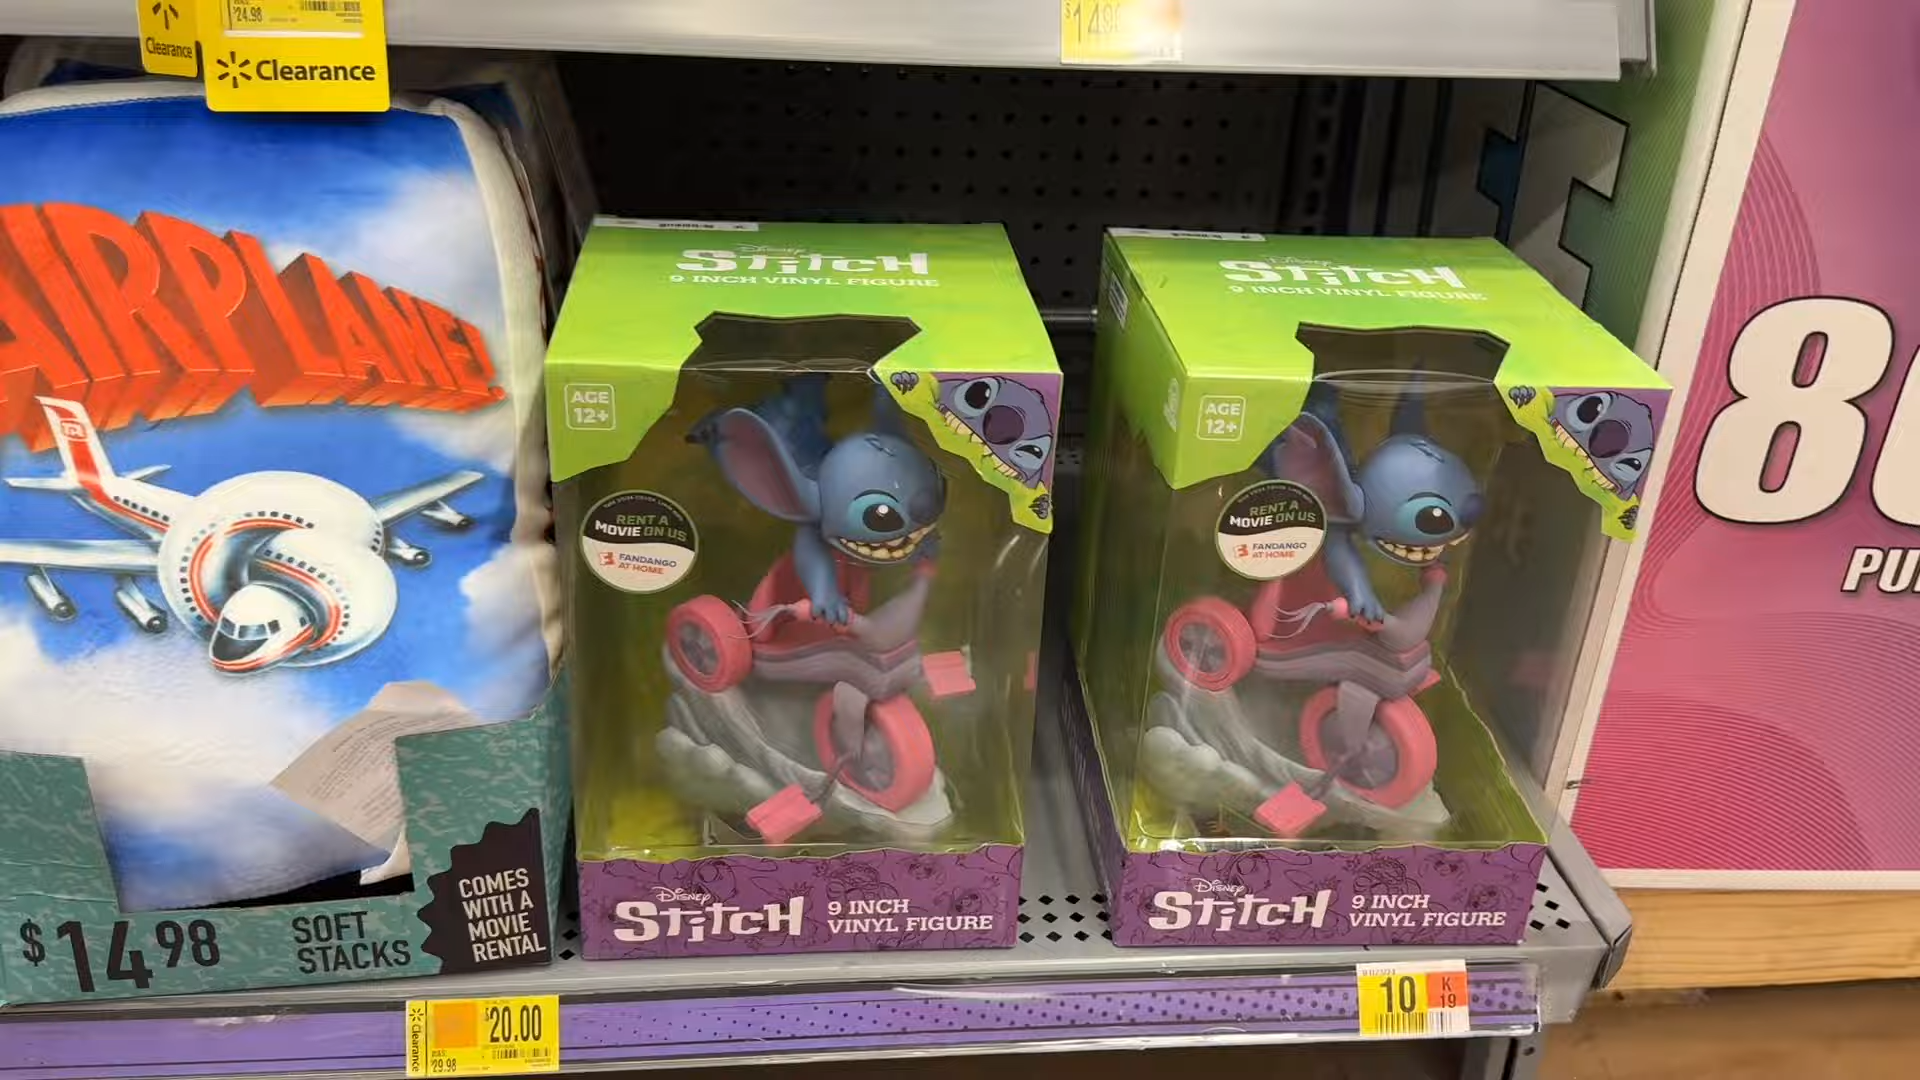 $24.98
Clearance
Clearance
AIRPLANE!
$14.98
SOFT
STACKS
COMES
WITH A
MOVIE
RENTAL
Disney
Stitch
9 INCH VINYL FIGURE
AGE
12+
RENT A
MOVIE ON US
FANDANGO
AT HOME
Disney
Stitch
9 INCH
VINYL FIGURE
Disney
Stitch
9 INCH VINYL FIGURE
AGE
12+
RENT A
MOVIE ON US
FANDANGO
AT HOME
Disney
Stitch
9 INCH
VINYL FIGURE
Clearance
$20.00
WAS:
$29.98
10
K
19